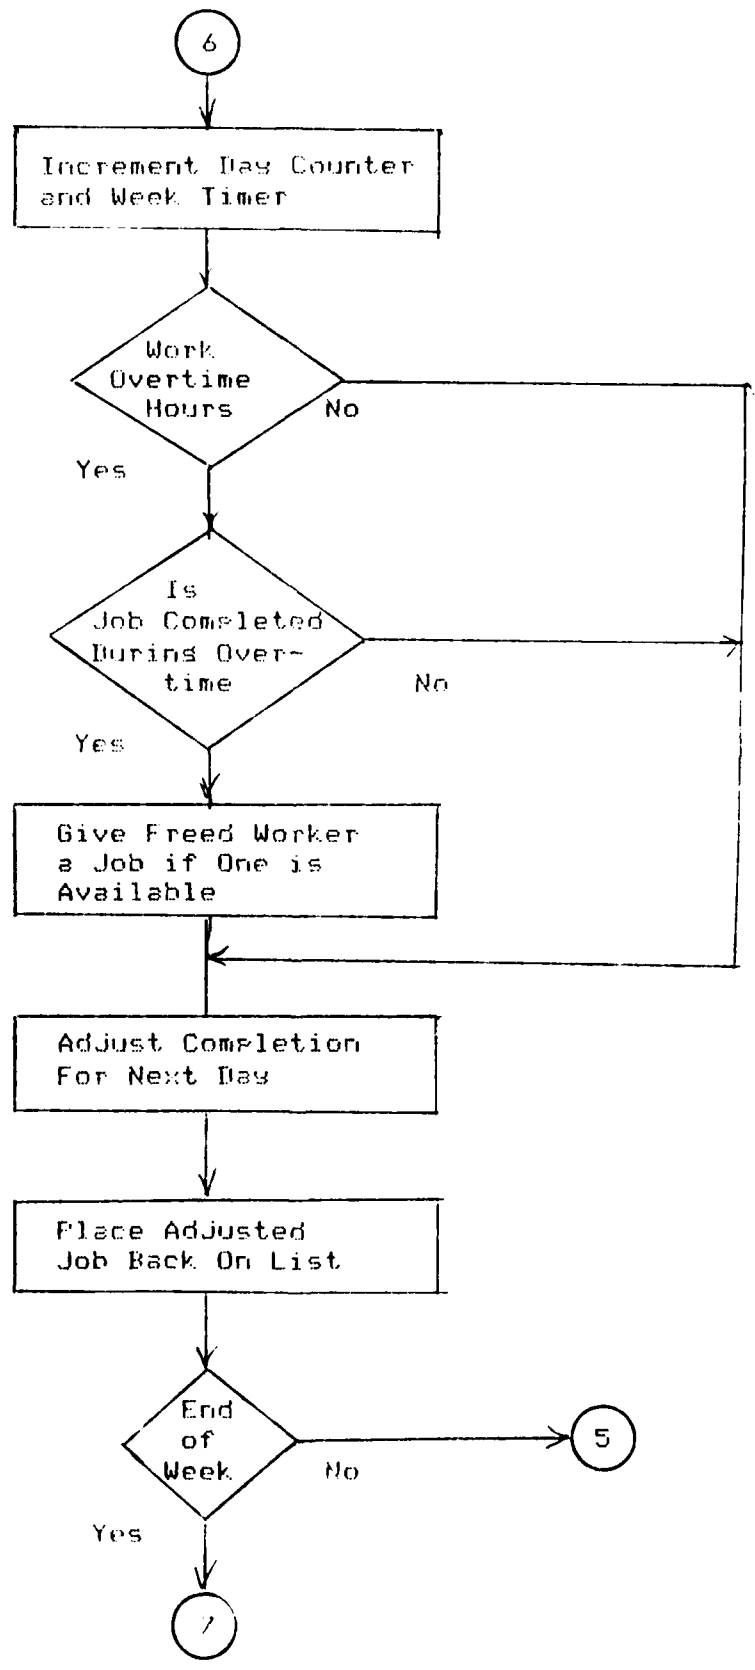 6
Increment Day Counter
and Week Timer
Work
Overtime
Hours
No
Yes
Is
Job Completed
During Over-
time
No
Yes
Give Freed Worker
a Job if One is
Available
Adjust Completion
For Next Day
Place Adjusted
Job Back On List
End
of
Week
No
5
Yes
7